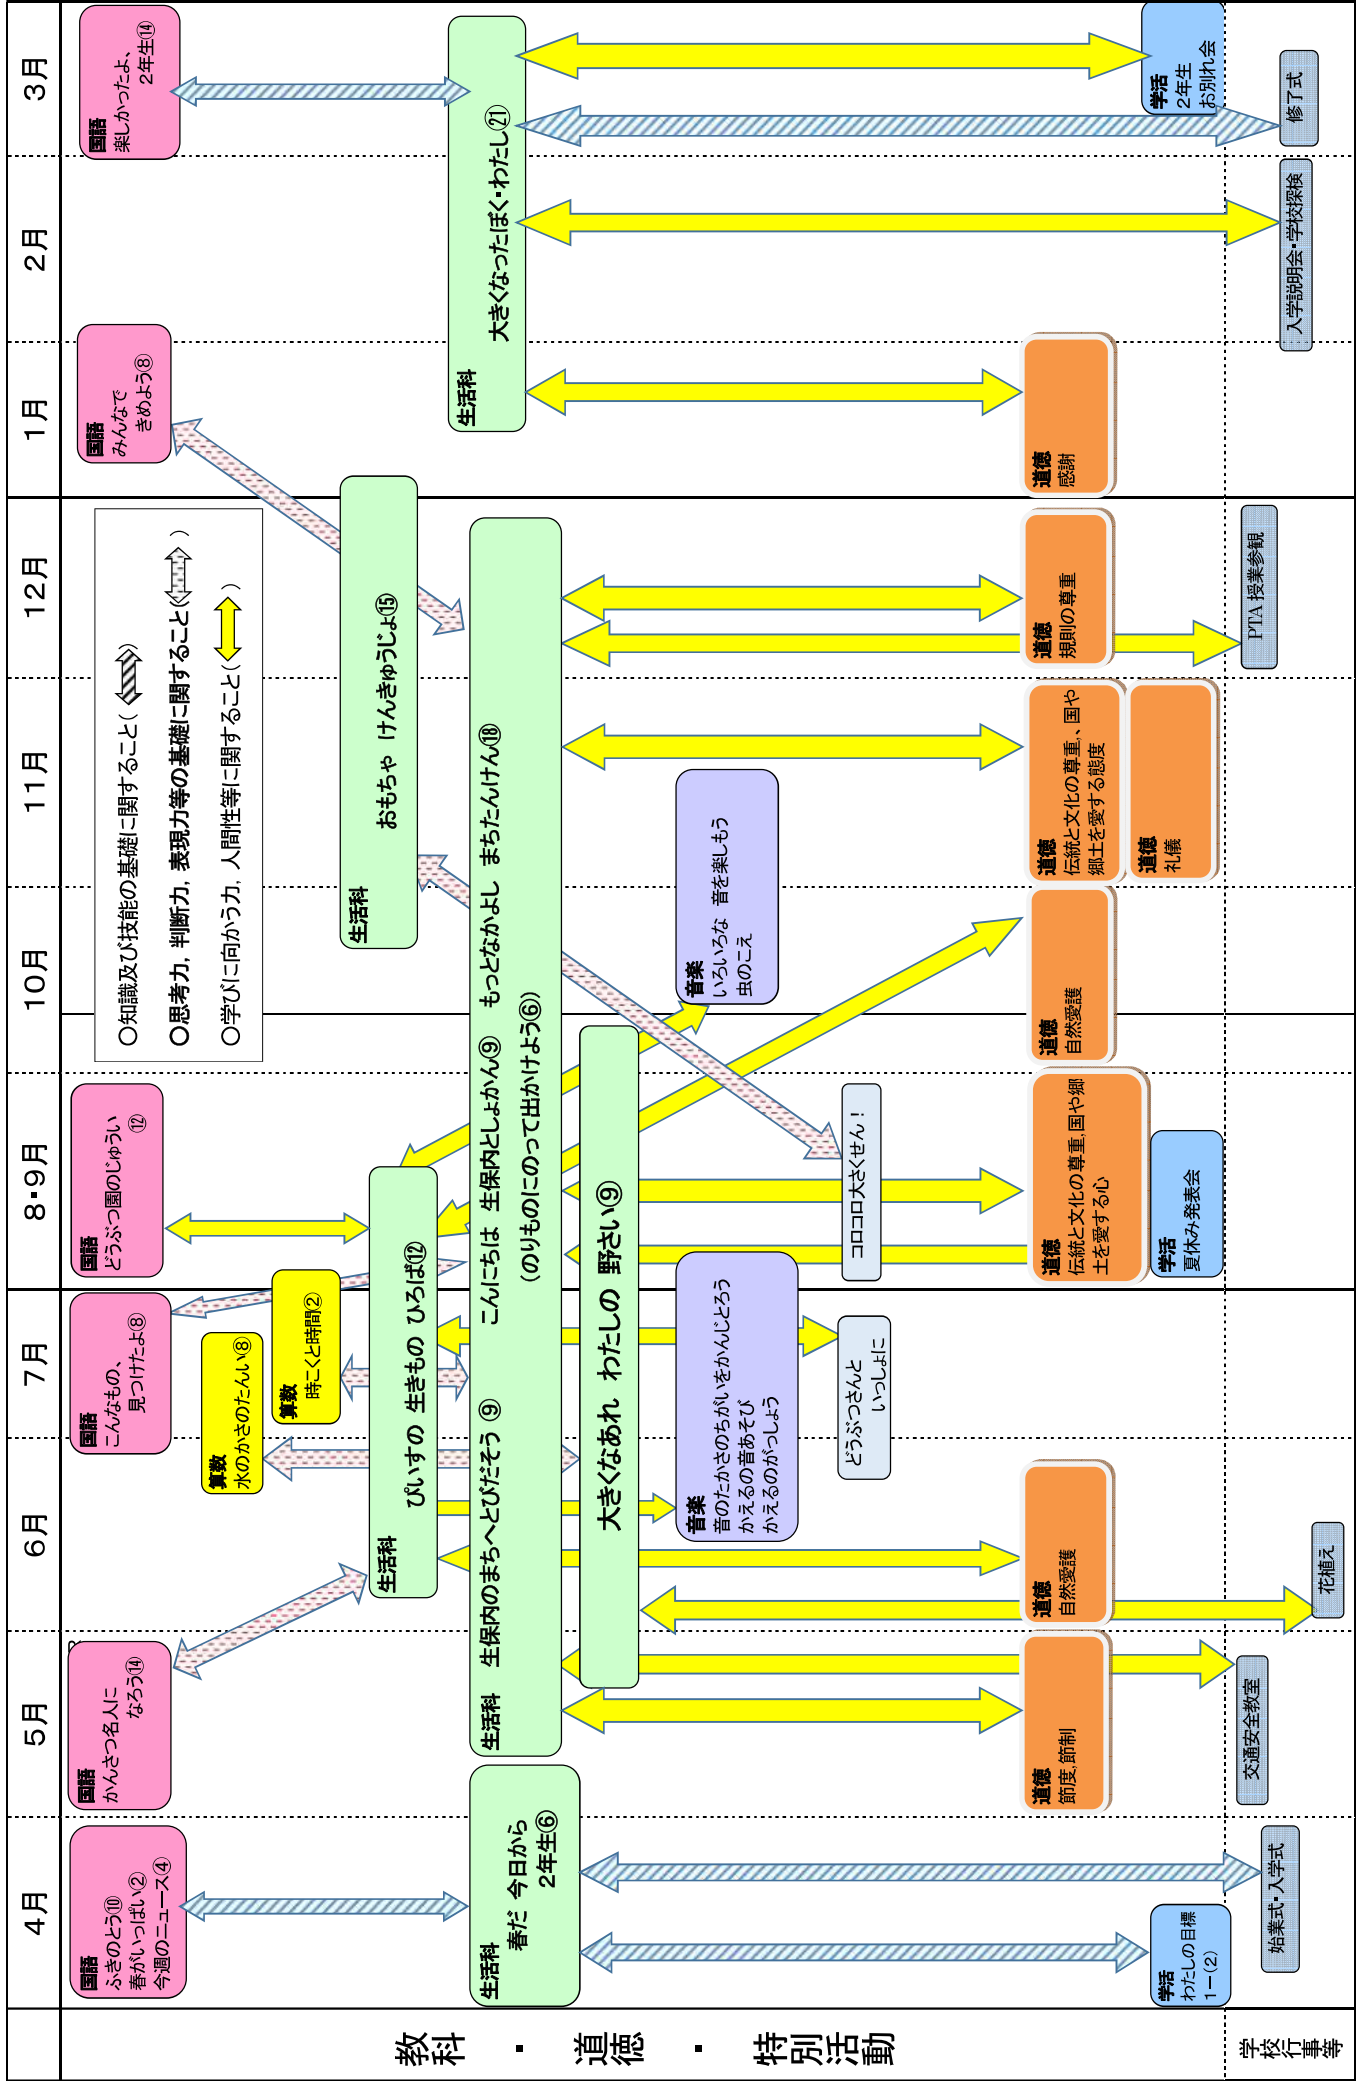 4月
5月
6月
7月
8・9月
10月
11月
12月
1月
2月
3月
教科・道徳・特別活動
学校行事等
国語
ふきのとう⑩
春がいっぱい②
今週のニュース④
国語
かんさつ名人に
なろう⑭
国語
こんなもの、
見つけたよ⑧
国語
どうぶつ園のじゅうい
⑫
国語
みんなで
きめよう⑧
国語
楽しかったよ、
2年生⑭
算数
水のかさのたんい⑧
算数
時こくと時間②
○知識及び技能の基礎に関すること( )
○思考力,判断力,表現力等の基礎に関すること( )
○学びに向かう力,人間性等に関すること( )
生活科
春だ 今日から
2年生⑥
生活科
ぴいすの 生きもの ひろば⑫
生活科 生保内のまちへとびだそう ⑨ こんにちは 生保内としょかん⑨ もっとなかよし まちたんけん⑱
(のりものにのって出かけよう⑥)
大きくなあれ わたしの 野さい⑨
生活科
おもちゃ けんきゅうじょ⑮
生活科
大きくなったぼく・わたし㉑
音楽
音のたかさのちがいをかんじとろう
かえるの音あそび
かえるのがっしょう
音楽
いろいろな 音を楽しもう
虫のこえ
どうぶつさんと
いっしょに
コロコロ大さくせん！
道徳
節度,節制
道徳
自然愛護
道徳
伝統と文化の尊重,国や郷
土を愛する心
道徳
自然愛護
道徳
伝統と文化の尊重,、国や
郷土を愛する態度
道徳
礼儀
道徳
規則の尊重
道徳
感謝
学活
わたしの目標
1－(2)
学活
夏休み発表会
学活
2年生
お別れ会
始業式・入学式
交通安全教室
花植え
PTA 授業参観
入学説明会・学校探検
修了式